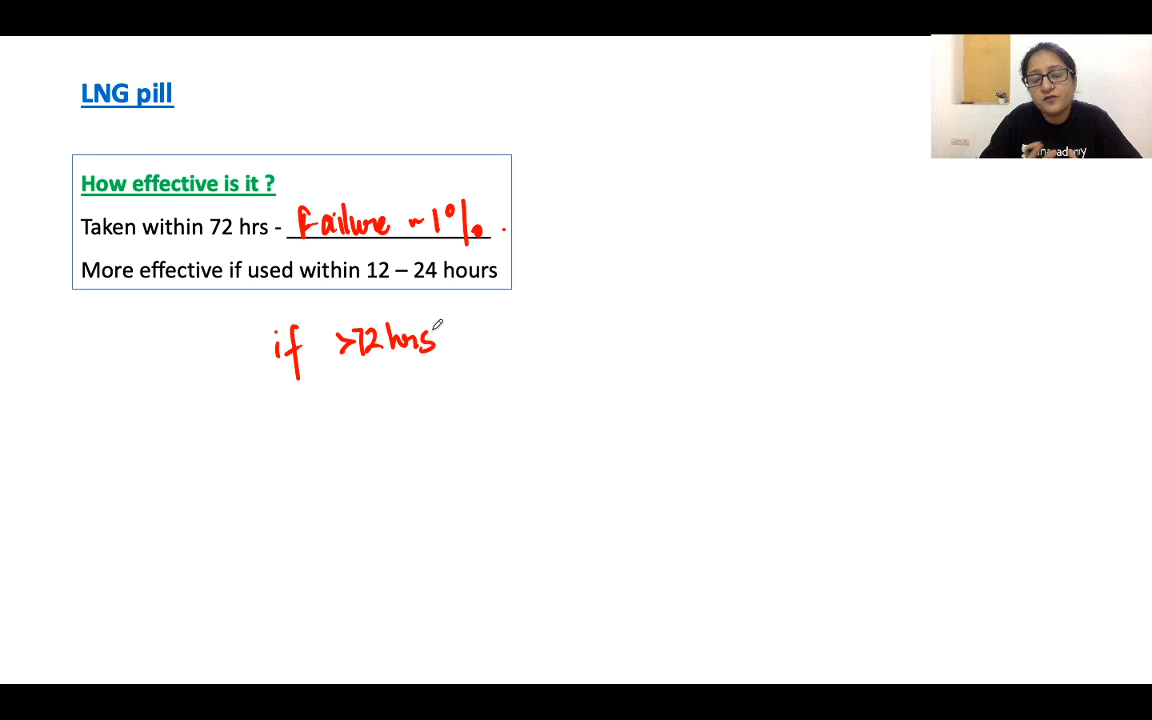 LNG pill
How effective is it ?
Taken within 72 hrs - Failure ~1%.
More effective if used within 12 – 24 hours
if >72 hrs